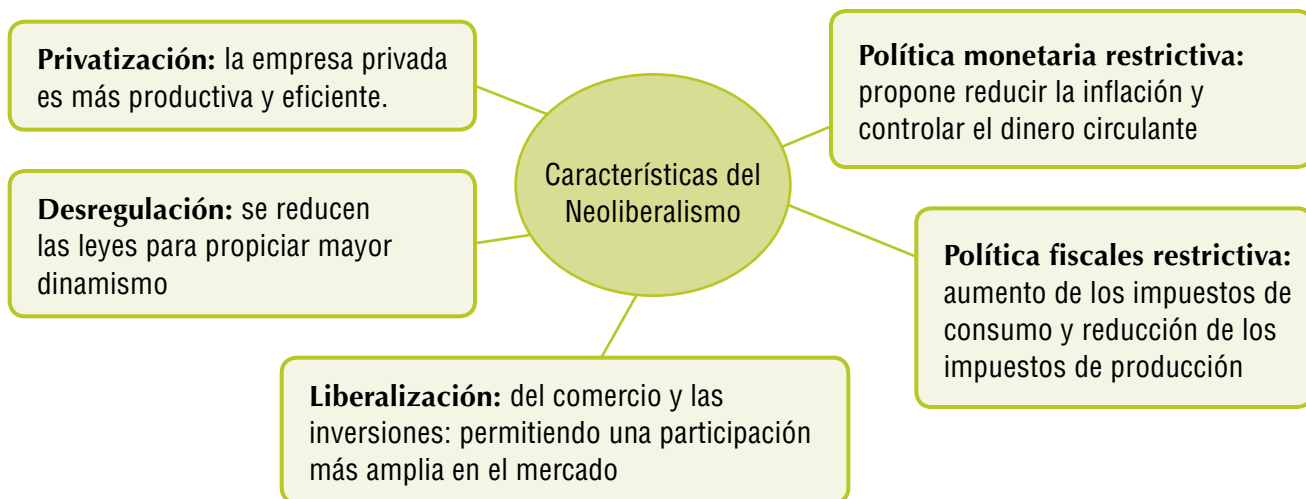 Privatización: la empresa privada
es más productiva y eficiente.
Política monetaria restrictiva:
propone reducir la inflación y
controlar el dinero circulante
Características del
Neoliberalismo
Desregulación: se reducen
las leyes para propiciar mayor
dinamismo
Política fiscales restrictiva:
aumento de los impuestos de
consumo y reducción de los
impuestos de producción
Liberalización: del comercio y las
inversiones: permitiendo una participación
más amplia en el mercado